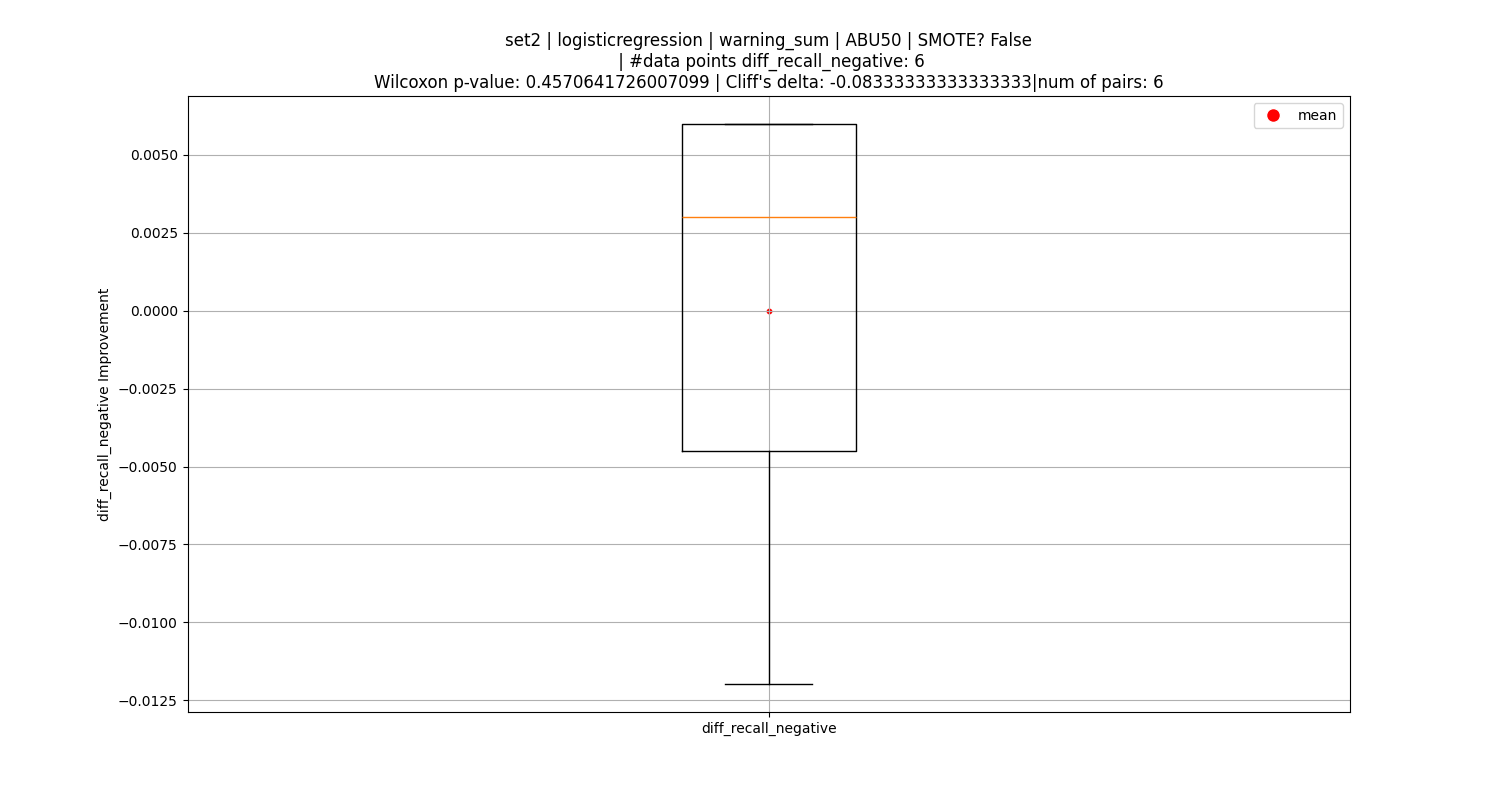 set2 | logisticregression | warning_sum | ABU50 | SMOTE? False
| #data points diff_recall_negative: 6
Wilcoxon p-value: 0.4570641726007099 | Cliff's delta: -0.08333333333333333|num of pairs: 6
mean
0.0050
0.0025
0.0000
−0.0025
−0.0050
−0.0075
−0.0100
−0.0125
diff_recall_negative Improvement
diff_recall_negative